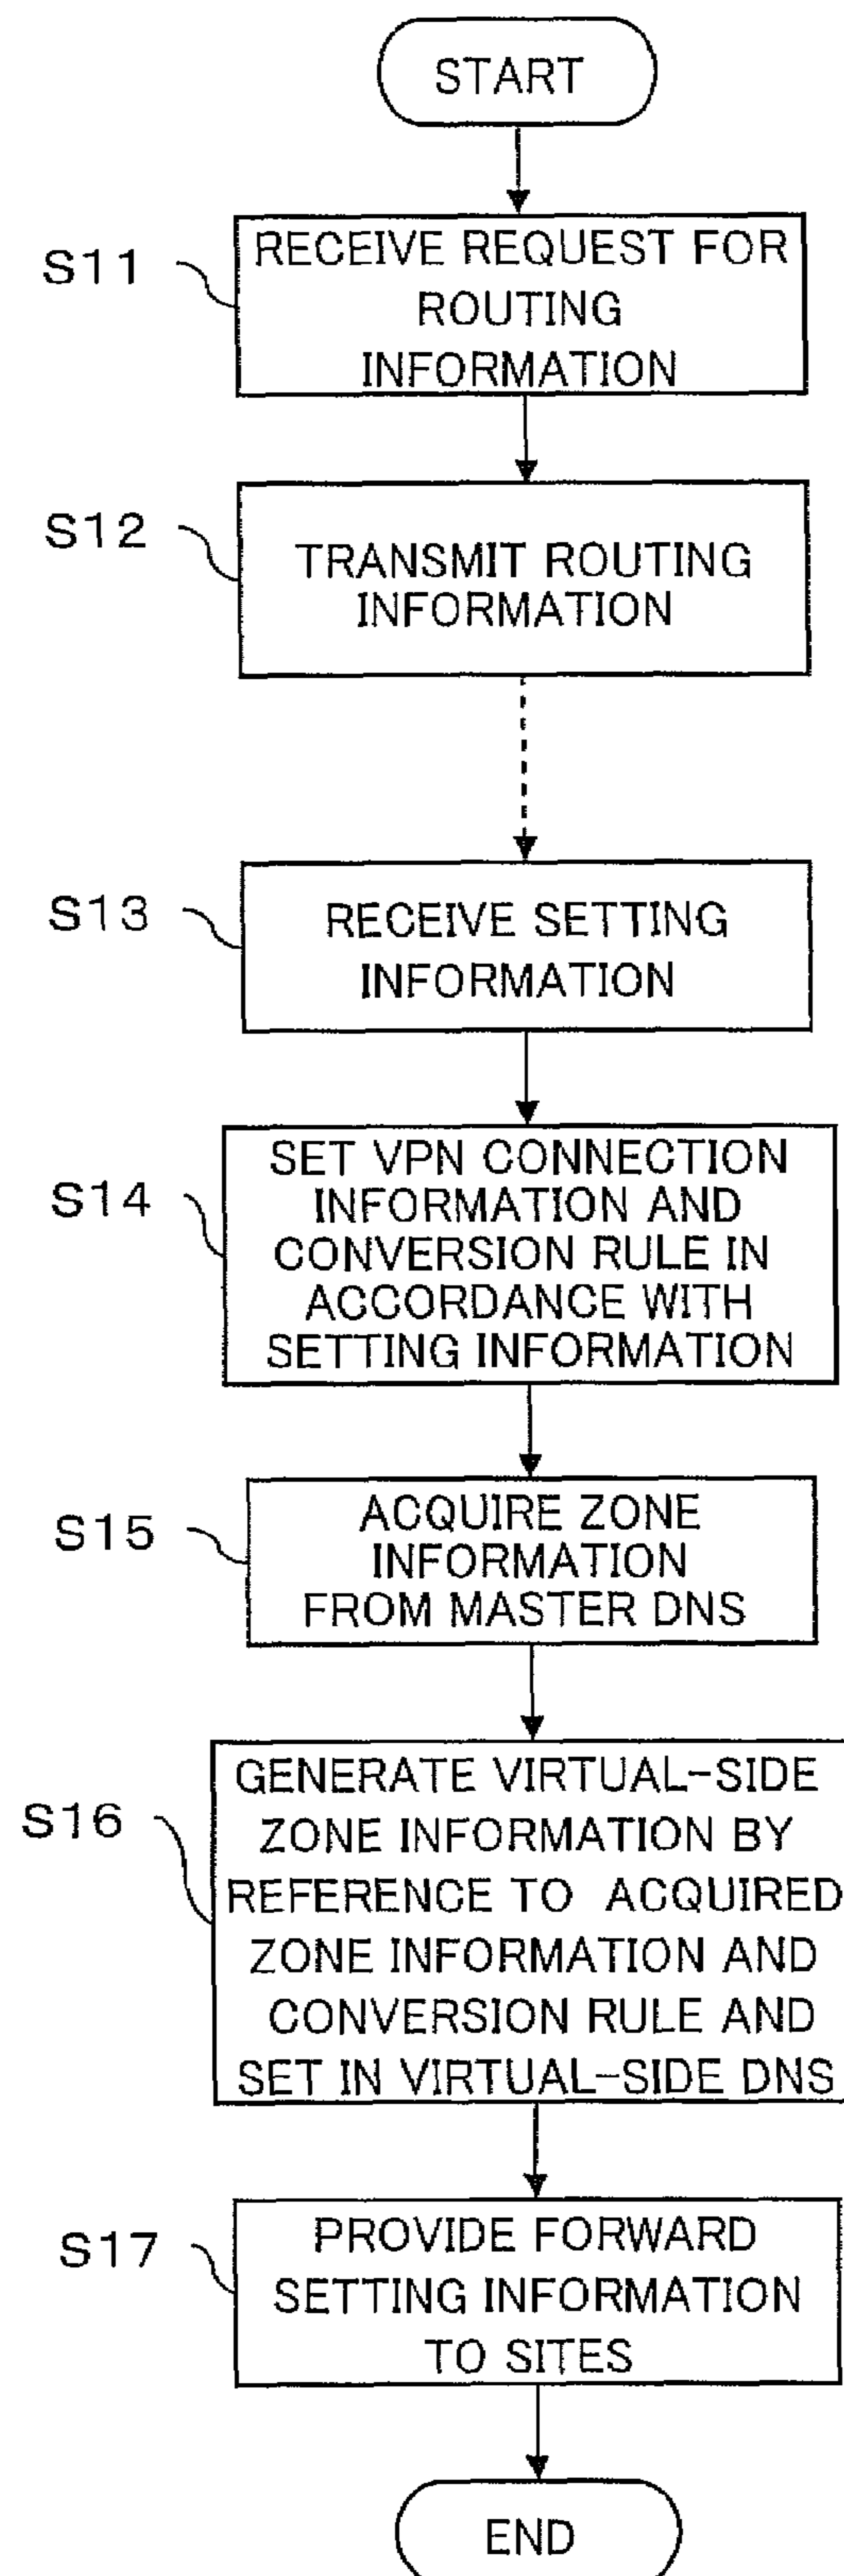 START
S11
RECEIVE REQUEST FOR
ROUTING
INFORMATION
S12
TRANSMIT ROUTING
INFORMATION
S13
RECEIVE SETTING
INFORMATION
S14
SET VPN CONNECTION
INFORMATION AND
CONVERSION RULE IN
ACCORDANCE WITH
SETTING INFORMATION
S15
ACQUIRE ZONE
INFORMATION
FROM MASTER DNS
S16
GENERATE VIRTUAL-SIDE
ZONE INFORMATION BY
REFERENCE TO ACQUIRED
ZONE INFORMATION AND
CONVERSION RULE AND
SET IN VIRTUAL-SIDE DNS
S17
PROVIDE FORWARD
SETTING INFORMATION
TO SITES
END